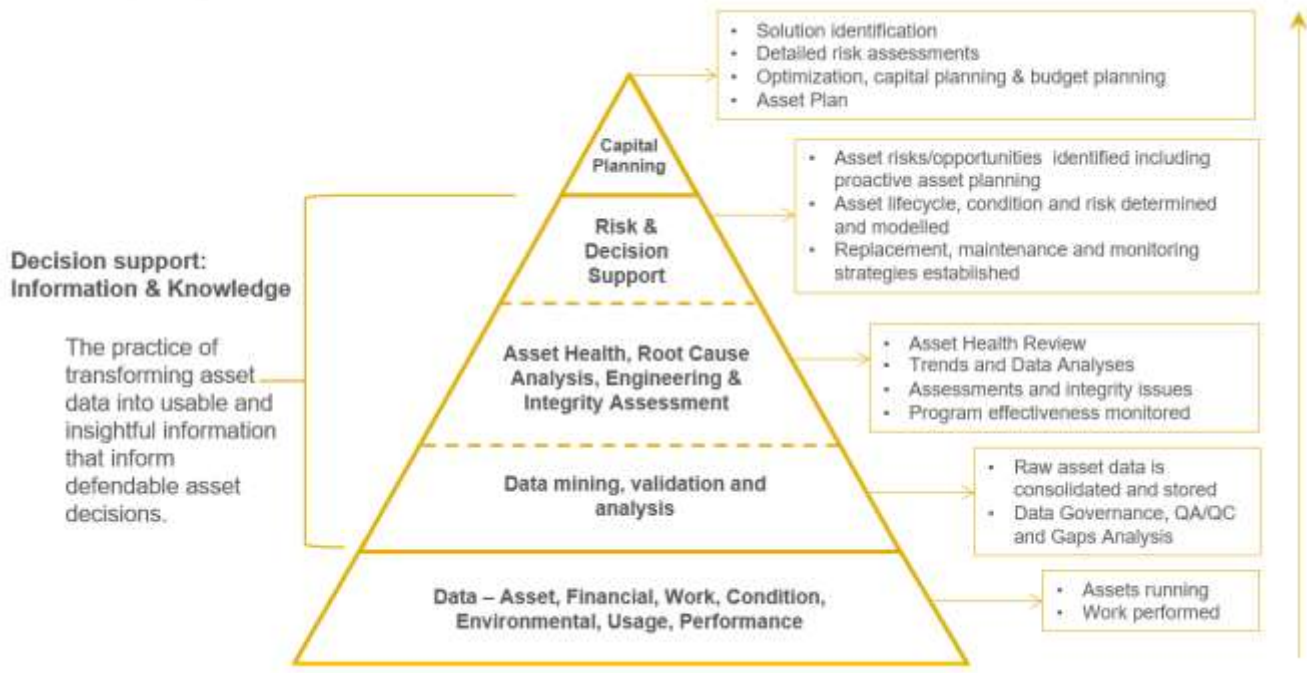 • Solution identification
• Detailed risk assessments
• Optimization, capital planning & budget planning
• Asset Plan
Capital
Planning
• Asset risks/opportunities identified including
proactive asset planning
• Asset lifecycle, condition and risk determined
and modelled
• Replacement, maintenance and monitoring
strategies established
Risk &
Decision
Support
Decision support:
Information & Knowledge
The practice of
transforming asset
data into usable and
insightful information
that inform
defendable asset
decisions.
Asset Health, Root Cause
Analysis, Engineering &
Integrity Assessment
• Asset Health Review
• Trends and Data Analyses
• Assessments and integrity issues
• Program effectiveness monitored
Data mining, validation and
analysis
• Raw asset data is
consolidated and stored
• Data Governance, QA/QC
and Gaps Analysis
Data – Asset, Financial, Work, Condition,
Environmental, Usage, Performance
• Assets running
• Work performed